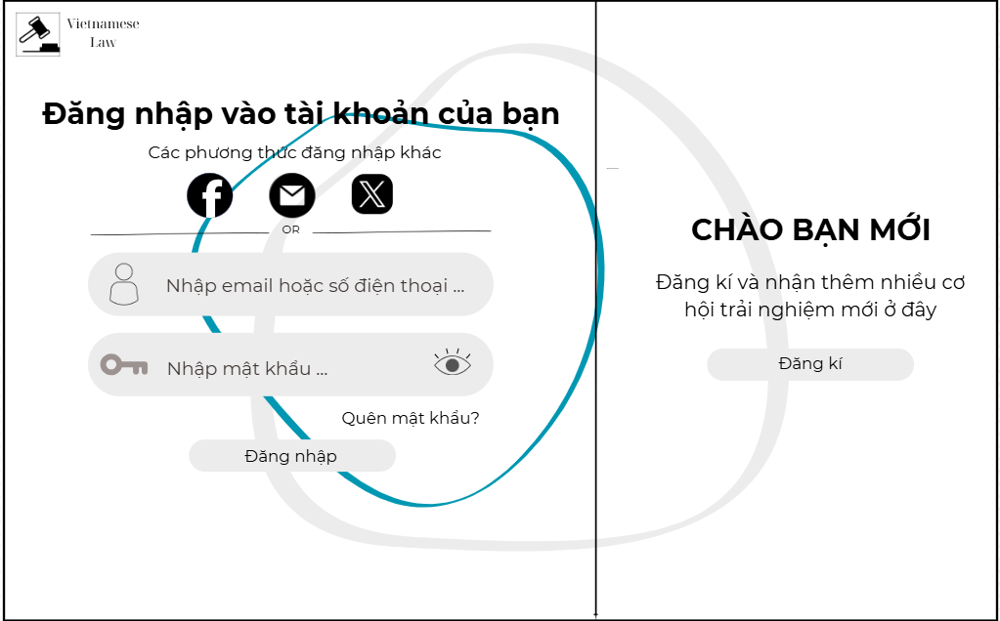 Vietnamese
Law
Đăng nhập vào tài khoản của bạn
Các phương thức đăng nhập khác
OR
Nhập email hoặc số điện thoại ...
Nhập mật khẩu ...
Quên mật khẩu?
Đăng nhập
CHÀO BẠN MỚI
Đăng kí và nhận thêm nhiều cơ
hội trải nghiệm mới ở đây
Đăng kí